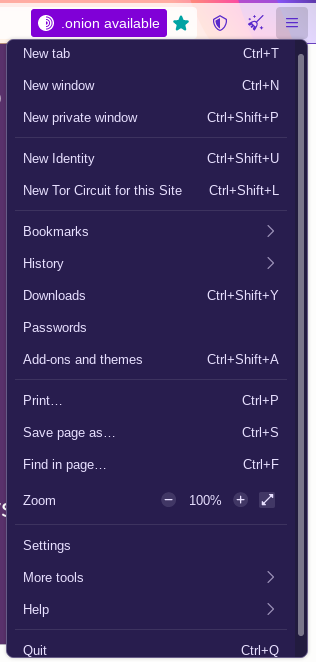 .onion available
New tab Ctrl+T
New window Ctrl+N
New private window Ctrl+Shift+P
New Identity Ctrl+Shift+U
New Tor Circuit for this Site Ctrl+Shift+L
Bookmarks
History
Downloads Ctrl+Shift+Y
Passwords
Add-ons and themes Ctrl+Shift+A
Print… Ctrl+P
Save page as… Ctrl+S
Find in page… Ctrl+F
Zoom − 100% +
Settings
More tools
Help
Quit Ctrl+Q